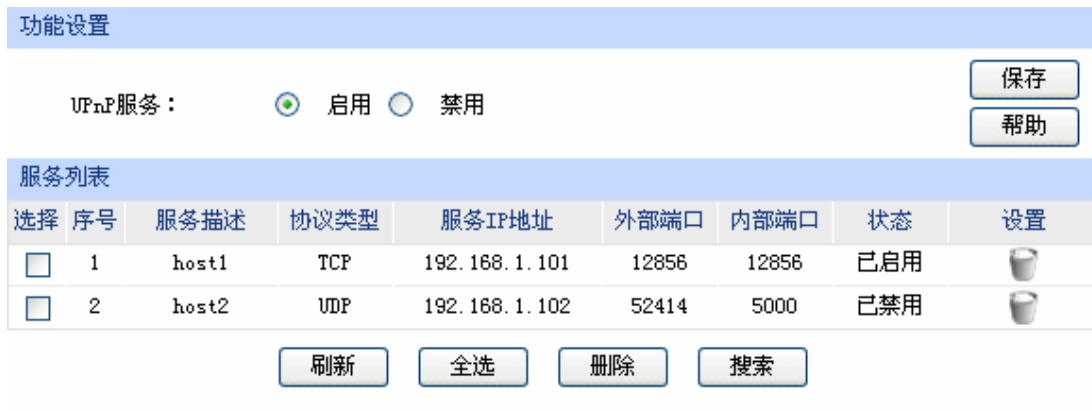 功能设置
UPnP服务： 启用 禁用
保存
帮助
服务列表
选择 序号 服务描述 协议类型 服务IP地址 外部端口 内部端口 状态 设置
1 host1 TCP 192.168.1.101 12856 12856 已启用
2 host2 UDP 192.168.1.102 52414 5000 已禁用
刷新 全选 删除 搜索